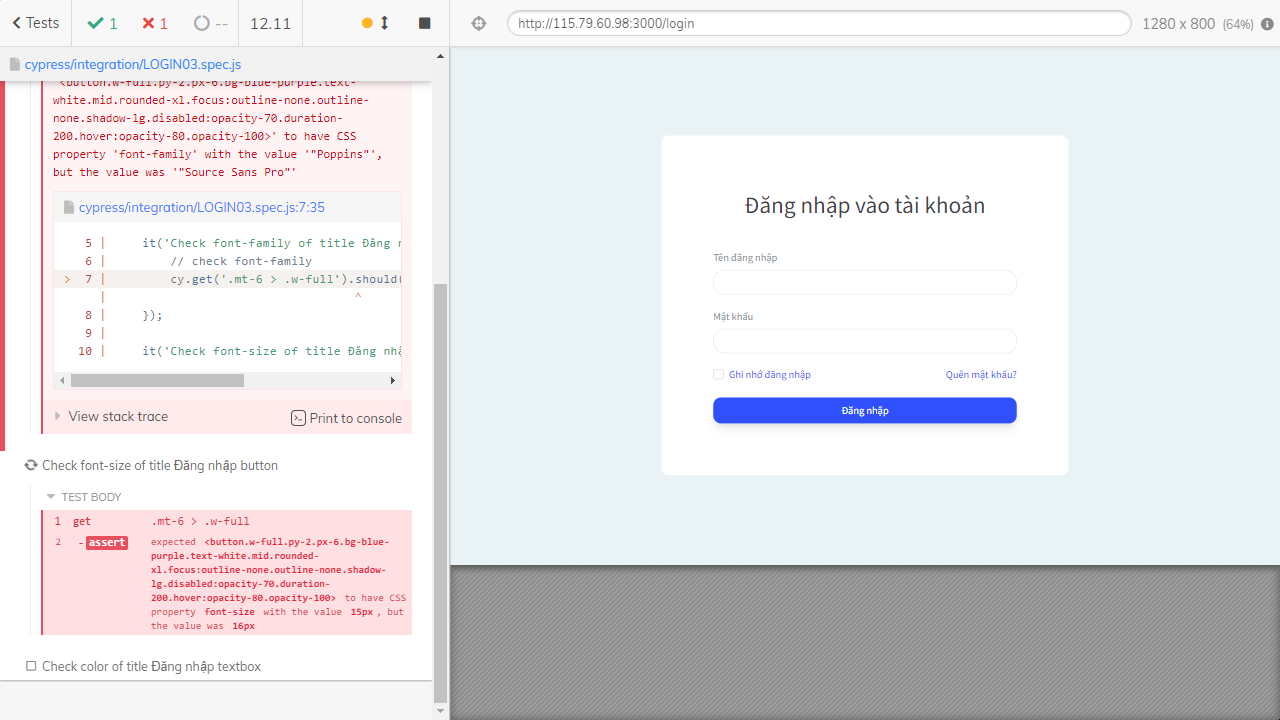 Tests
1
1
--
12.11
http://115.79.60.98:3000/login
1280 x 800 (64%)
cypress/integration/LOGIN03.spec.js
<button.w-full.py-2.px-6.bg-blue-purple.text-
white.mid.rounded-xl.focus:outline-none.outline-
none.shadow-lg.disabled:opacity-70.duration-
200.hover:opacity-80.opacity-100>' to have CSS
property 'font-family' with the value '"Poppins"',
but the value was '"Source Sans Pro"'
cypress/integration/LOGIN03.spec.js:7:35
5 | it('Check font-family of title Đăng n
6 | // check font-family
> 7 | cy.get('.mt-6 > .w-full').should(
| ^
8 | });
9 |
10 | it('Check font-size of title Đăng nhậ
View stack trace
Print to console
Check font-size of title Đăng nhập button
TEST BODY
1 get .mt-6 > .w-full
2 -assert expected <button.w-full.py-2.px-6.bg-blue-
purple.text-white.mid.rounded-
xl.focus:outline-none.outline-none.shadow-
lg.disabled:opacity-70.duration-
200.hover:opacity-80.opacity-100> to have CSS
property font-size with the value 15px, but
the value was 16px
Check color of title Đăng nhập textbox
Đăng nhập vào tài khoản
Tên đăng nhập
Mật khẩu
Ghi nhớ đăng nhập
Quên mật khẩu?
Đăng nhập